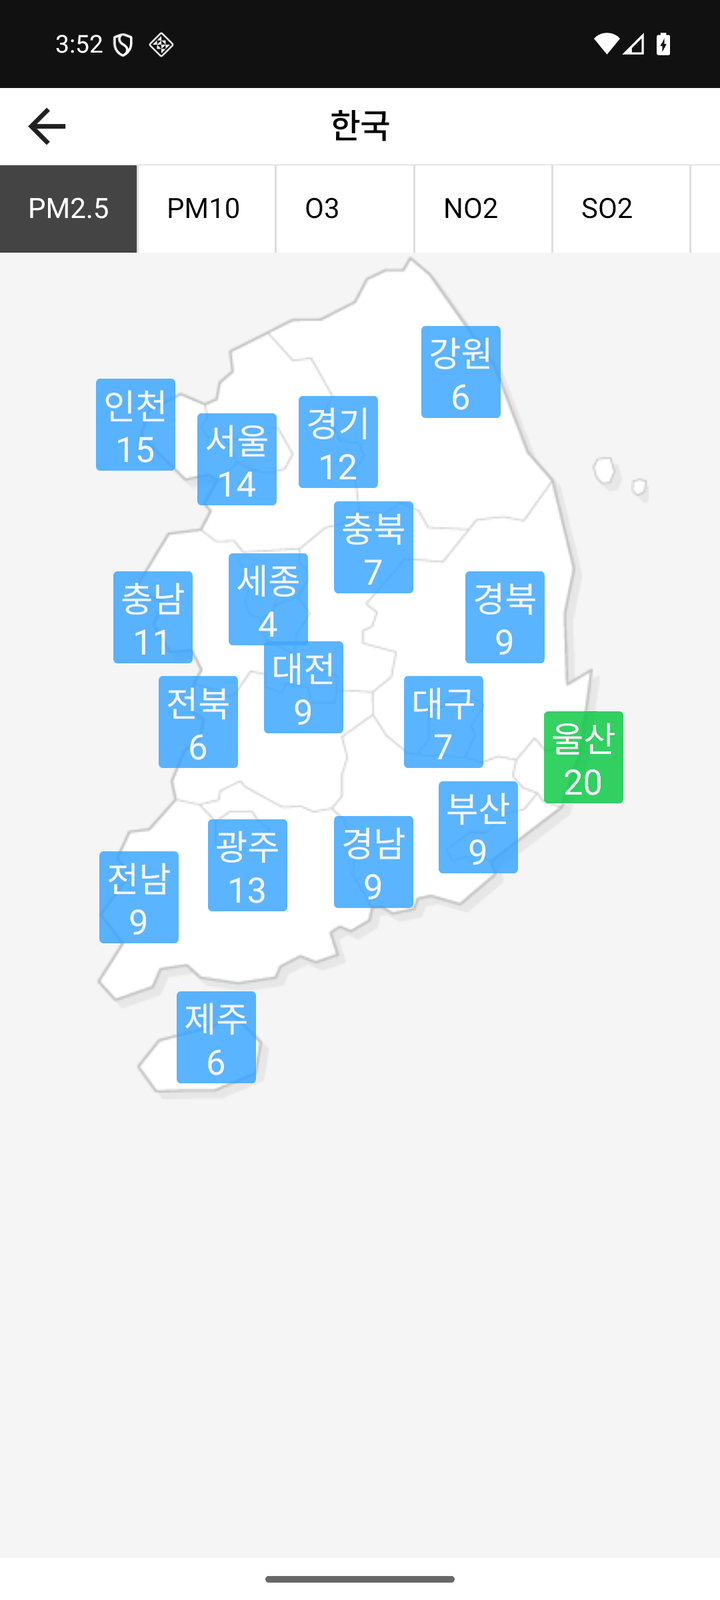 3:52
한국
PM2.5
PM10
O3
NO2
SO2
강원
6
인천
15
경기
12
서울
14
충북
7
세종
4
충남
11
경북
9
대전
9
전북
6
대구
7
울산
20
부산
9
경남
9
광주
13
전남
9
제주
6